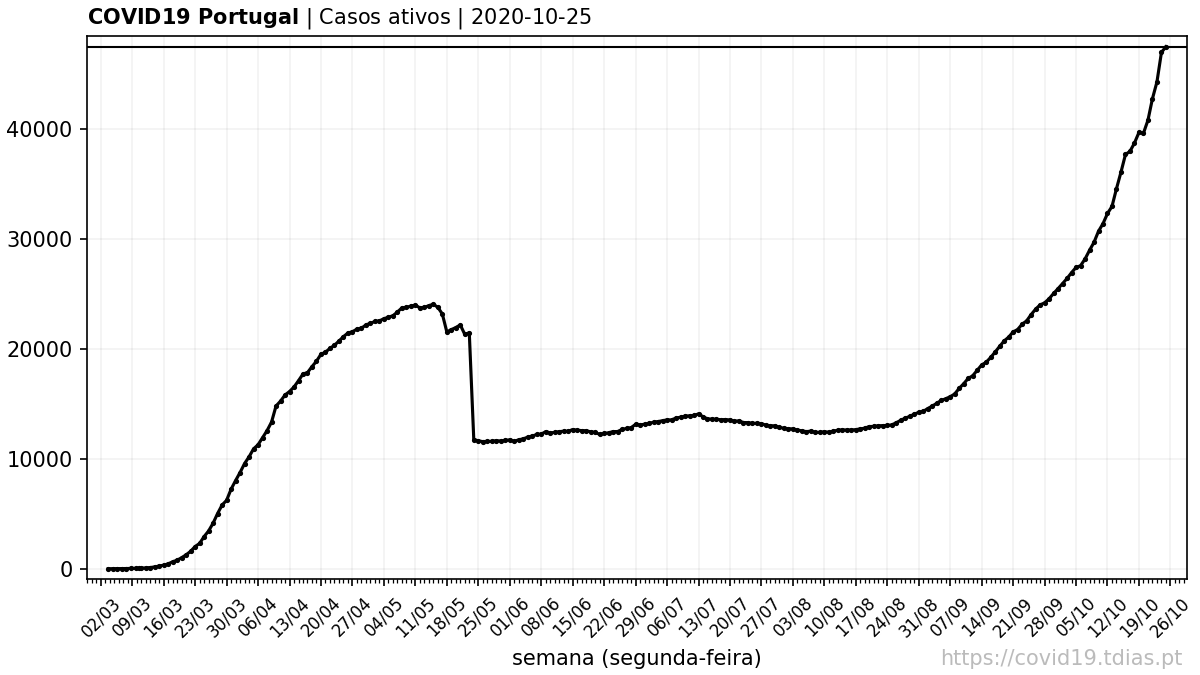 COVID19 Portugal | Casos ativos | 2020-10-25
40000
30000
20000
10000
0
02/03 09/03 16/03 23/03 30/03 06/04 13/04 20/04 27/04 04/05 11/05 18/05 25/05 01/06 08/06 15/06 22/06 29/06 06/07 13/07 20/07 27/07 03/08 10/08 17/08 24/08 31/08 07/09 14/09 21/09 28/09 05/10 12/10 19/10 26/10
semana (segunda-feira)
https://covid19.tdias.pt